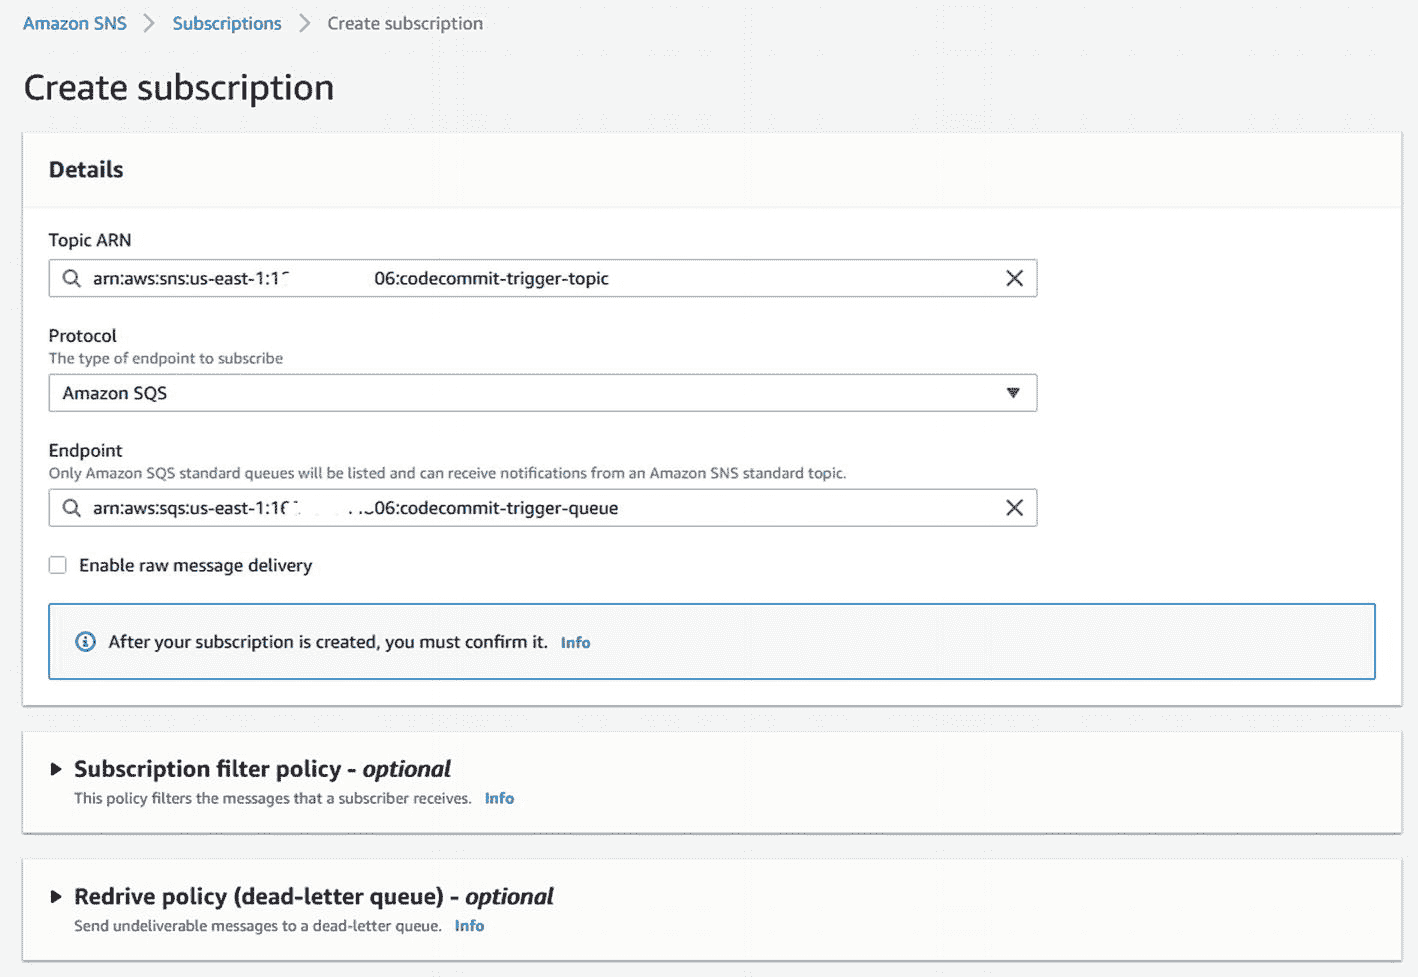 Amazon SNS > Subscriptions > Create subscription
Create subscription
Details
Topic ARN
arn:aws:sns:us-east-1:1 06:codecommit-trigger-topic
Protocol
The type of endpoint to subscribe
Amazon SQS
Endpoint
Only Amazon SQS standard queues will be listed and can receive notifications from an Amazon SNS standard topic.
arn:aws:sqs:us-east-1:16 06:codecommit-trigger-queue
Enable raw message delivery
After your subscription is created, you must confirm it. Info
Subscription filter policy - optional
This policy filters the messages that a subscriber receives. Info
Redrive policy (dead-letter queue) - optional
Send undeliverable messages to a dead-letter queue. Info